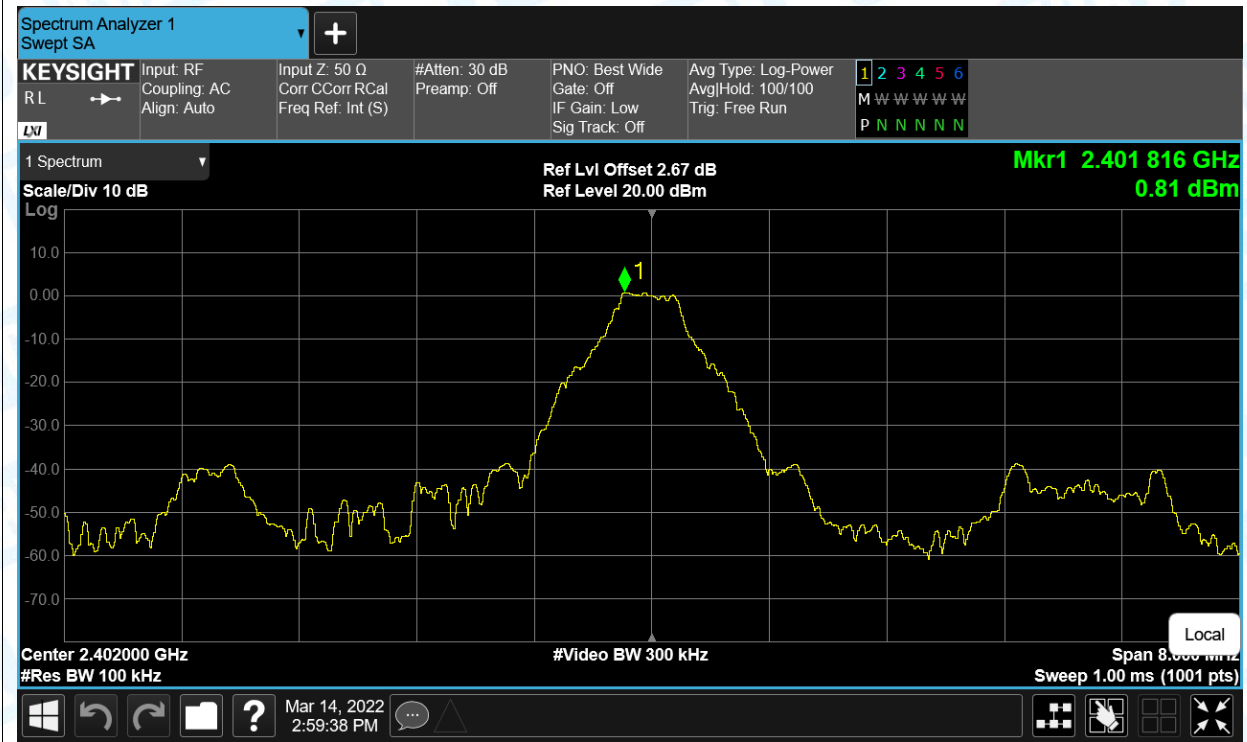 Spectrum Analyzer 1
Swept SA
KEYSIGHT
R L
LXI
Input: RF
Coupling: AC
Align: Auto
Input Z: 50 Ω
Corr CCorr RCal
Freq Ref: Int (S)
#Atten: 30 dB
Preamp: Off
PNO: Best Wide
Gate: Off
IF Gain: Low
Sig Track: Off
Avg Type: Log-Power
Avg|Hold: 100/100
Trig: Free Run
1 2 3 4 5 6
M W W W W W
P N N N N N
1 Spectrum
Scale/Div 10 dB
Log
Ref Lvl Offset 2.67 dB
Ref Level 20.00 dBm
Mkr1 2.401 816 GHz
0.81 dBm
10.0
0.00
-10.0
-20.0
-30.0
-40.0
-50.0
-60.0
-70.0
1
Local
Center 2.402000 GHz
#Res BW 100 kHz
#Video BW 300 kHz
Span
Sweep 1.00 ms (1001 pts)
?
Mar 14, 2022
2:59:38 PM